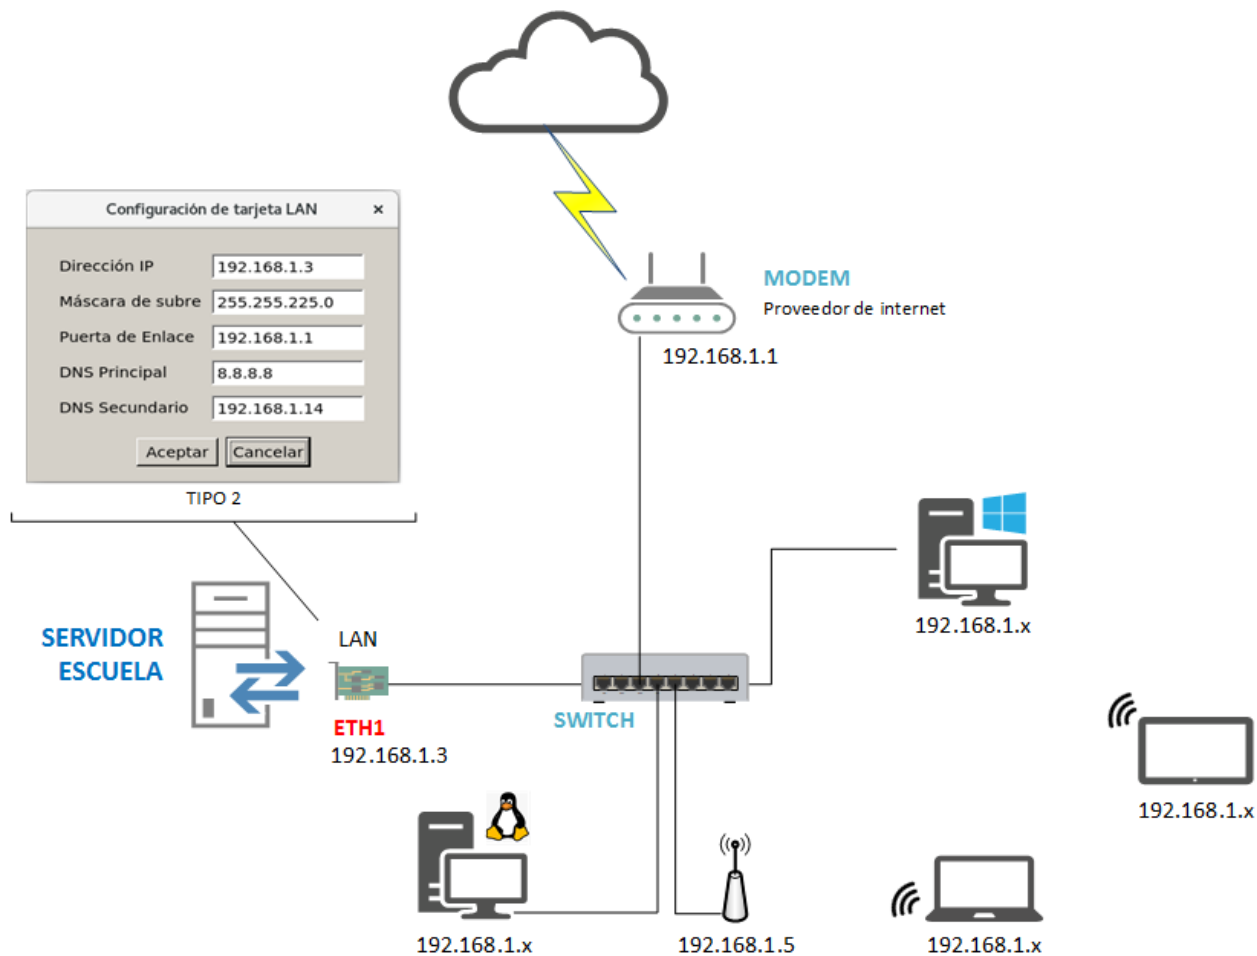 Configuración de tarjeta LAN ×
Dirección IP 192.168.1.3
Máscara de subre 255.255.225.0
Puerta de Enlace 192.168.1.1
DNS Principal 8.8.8.8
DNS Secundario 192.168.1.14
Aceptar Cancelar
TIPO 2
MODEM
Proveedor de internet
192.168.1.1
192.168.1.x
SERVIDOR
ESCUELA
LAN
ETH1
192.168.1.3
SWITCH
192.168.1.x
192.168.1.x
192.168.1.5
192.168.1.x